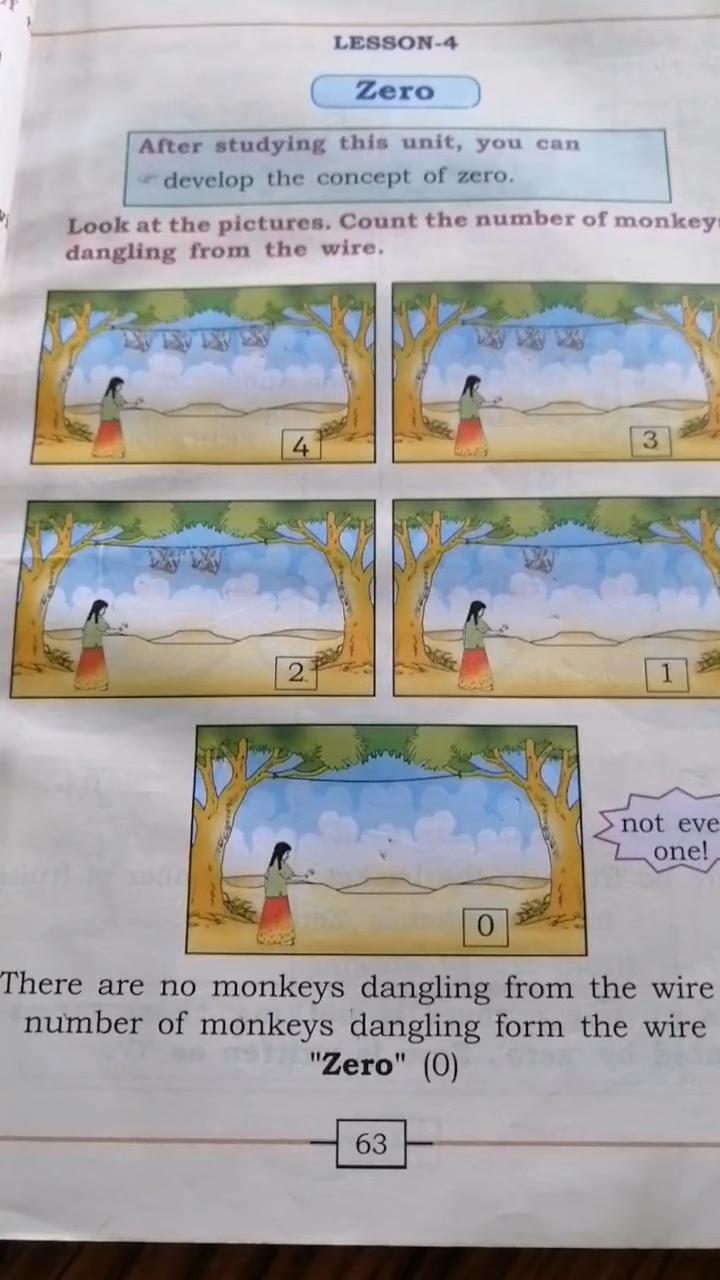 LESSON-4
Zero
After studying this unit, you can
☞ develop the concept of zero.
Look at the pictures. Count the number of monkeys
dangling from the wire.
4
3
2
1
not eve
one!
0
There are no monkeys dangling from the wire
number of monkeys dangling form the wire
"Zero" (0)
63